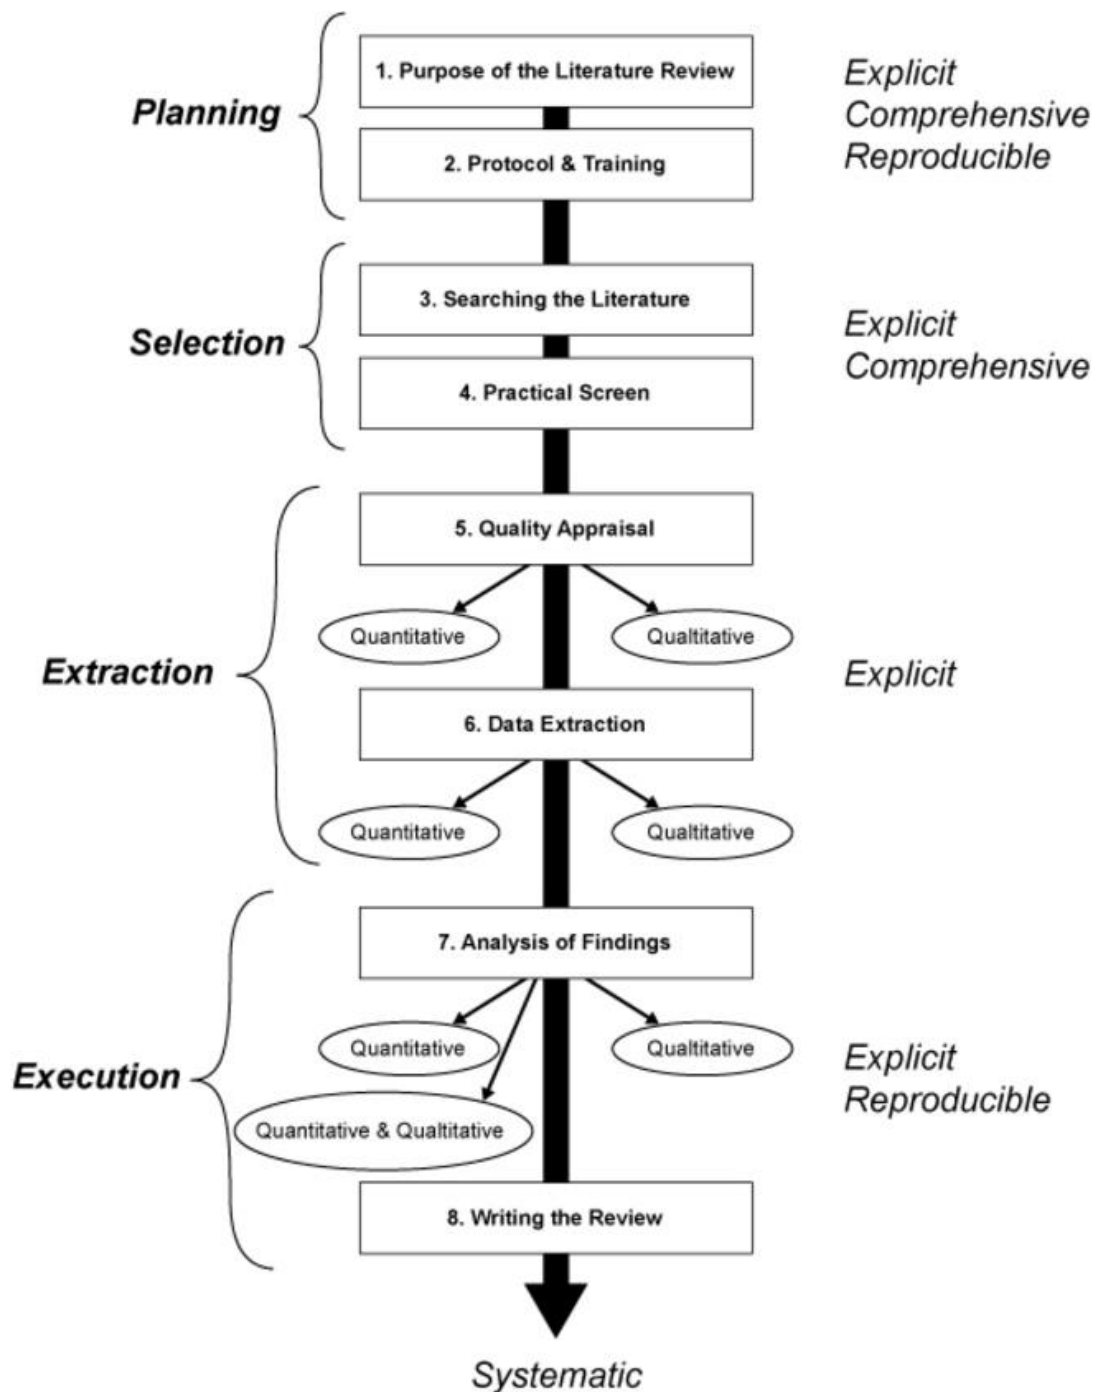 1. Purpose of the Literature Review
Planning
2. Protocol & Training
Explicit
Comprehensive
Reproducible
3. Searching the Literature
Selection
4. Practical Screen
Explicit
Comprehensive
5. Quality Appraisal
Quantitative
Qualtitative
Extraction
Explicit
6. Data Extraction
Quantitative
Qualtitative
7. Analysis of Findings
Quantitative
Qualtitative
Quantitative & Qualtitative
Execution
Explicit
Reproducible
8. Writing the Review
Systematic